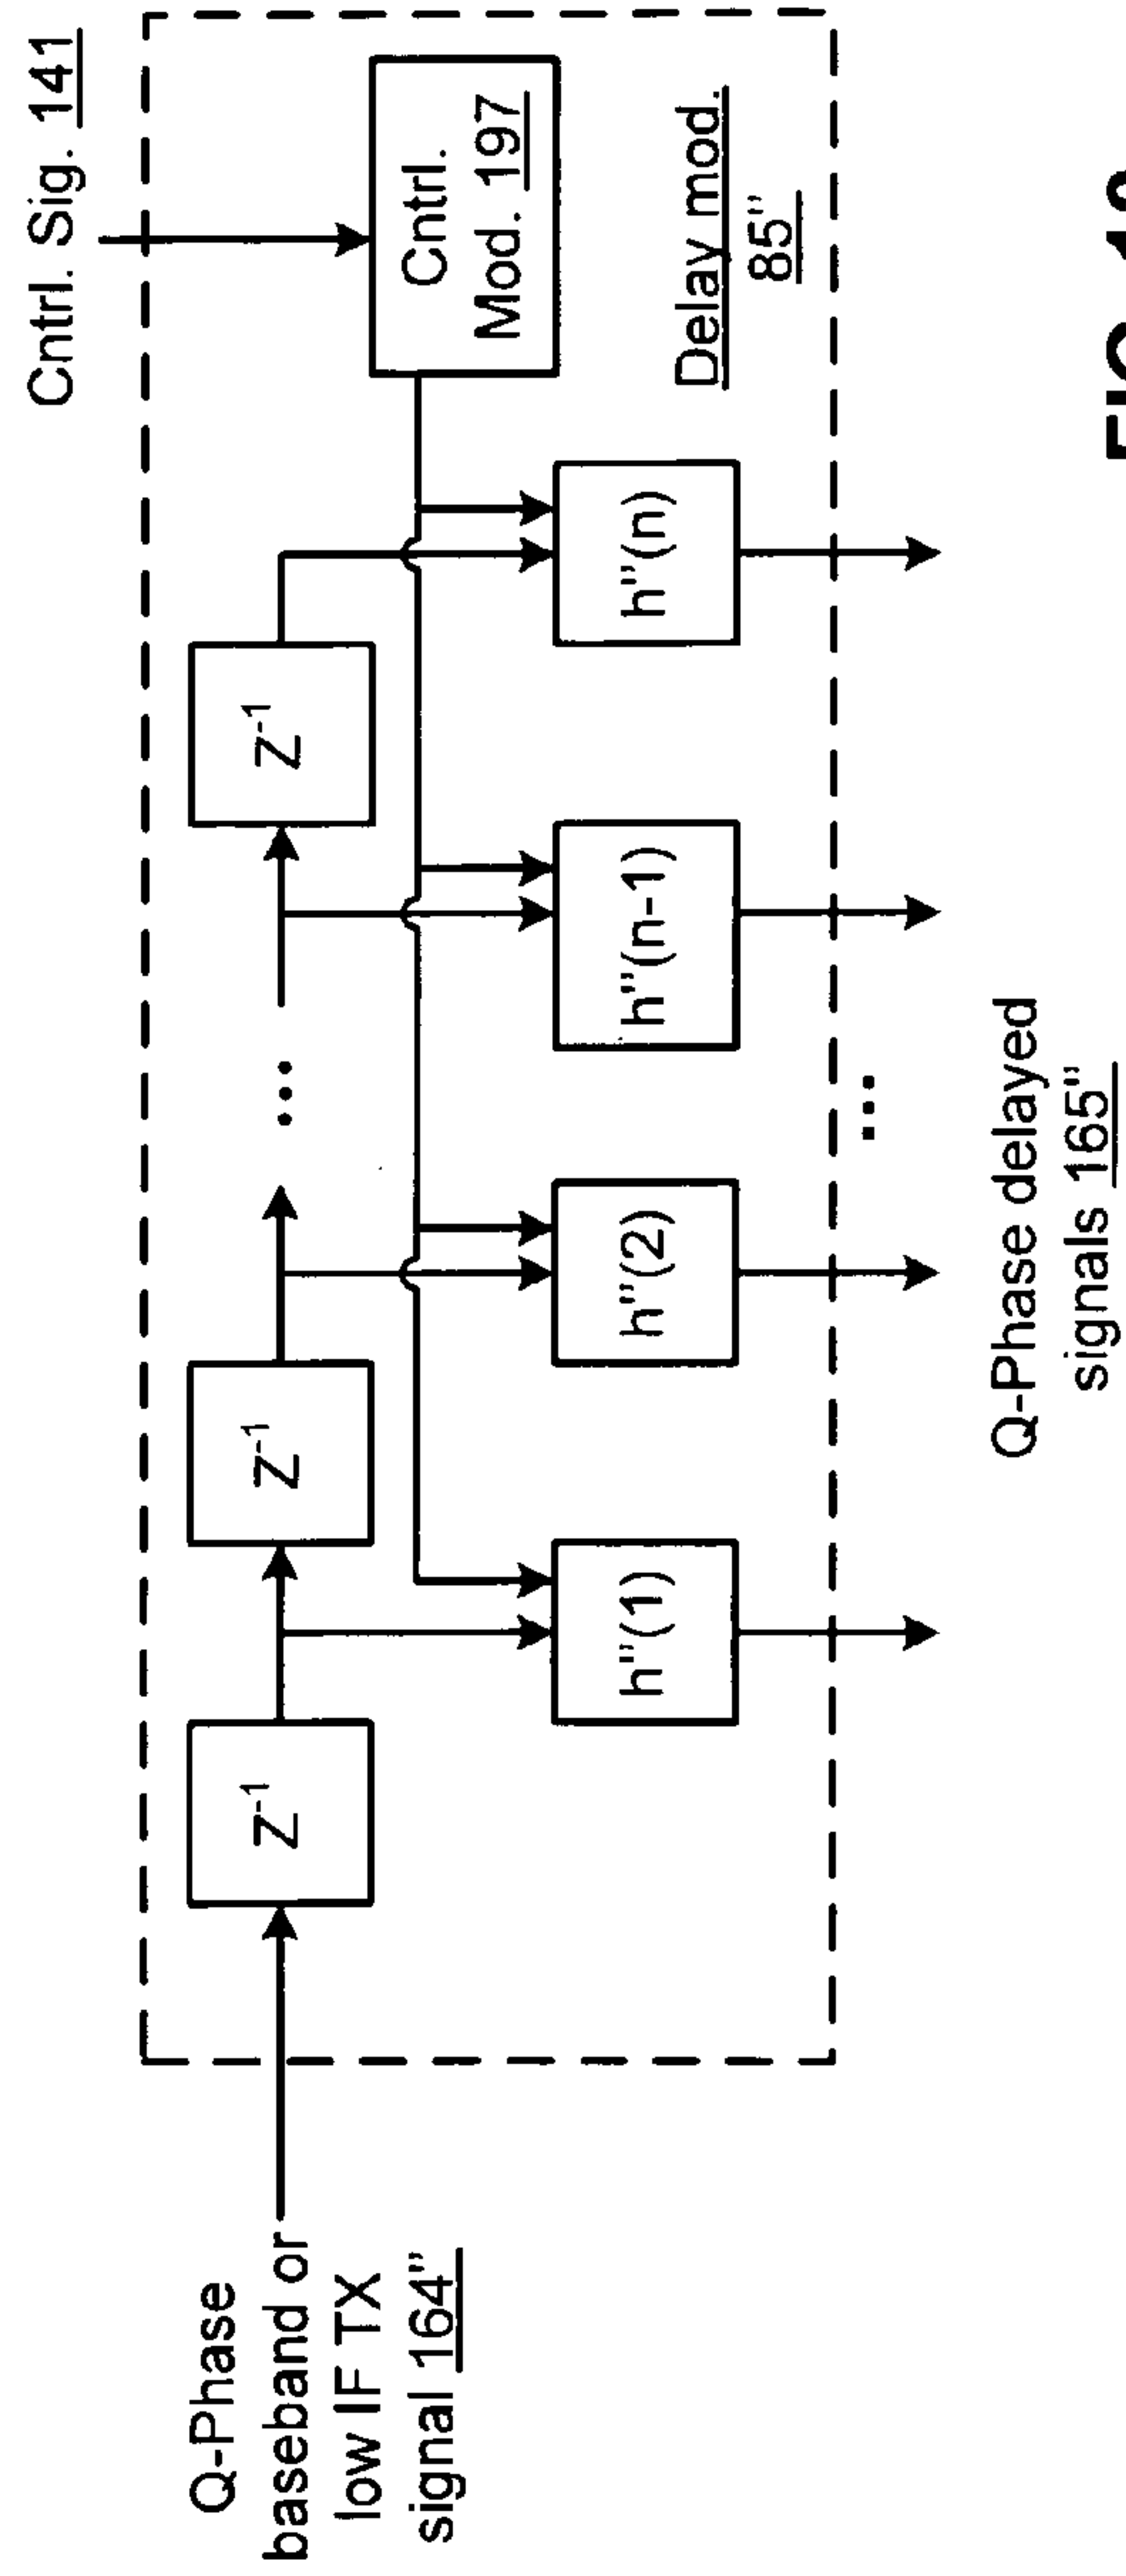 Cntrl. Sig. 141
Q-Phase
baseband or
low IF TX
signal 164"
Z⁻¹
Z⁻¹
...
Z⁻¹
Cntrl.
Mod. 197
h"(1)
h"(2)
h"(n-1)
h"(n)
Delay mod.
85"
...
Q-Phase delayed
signals 165"
FIG